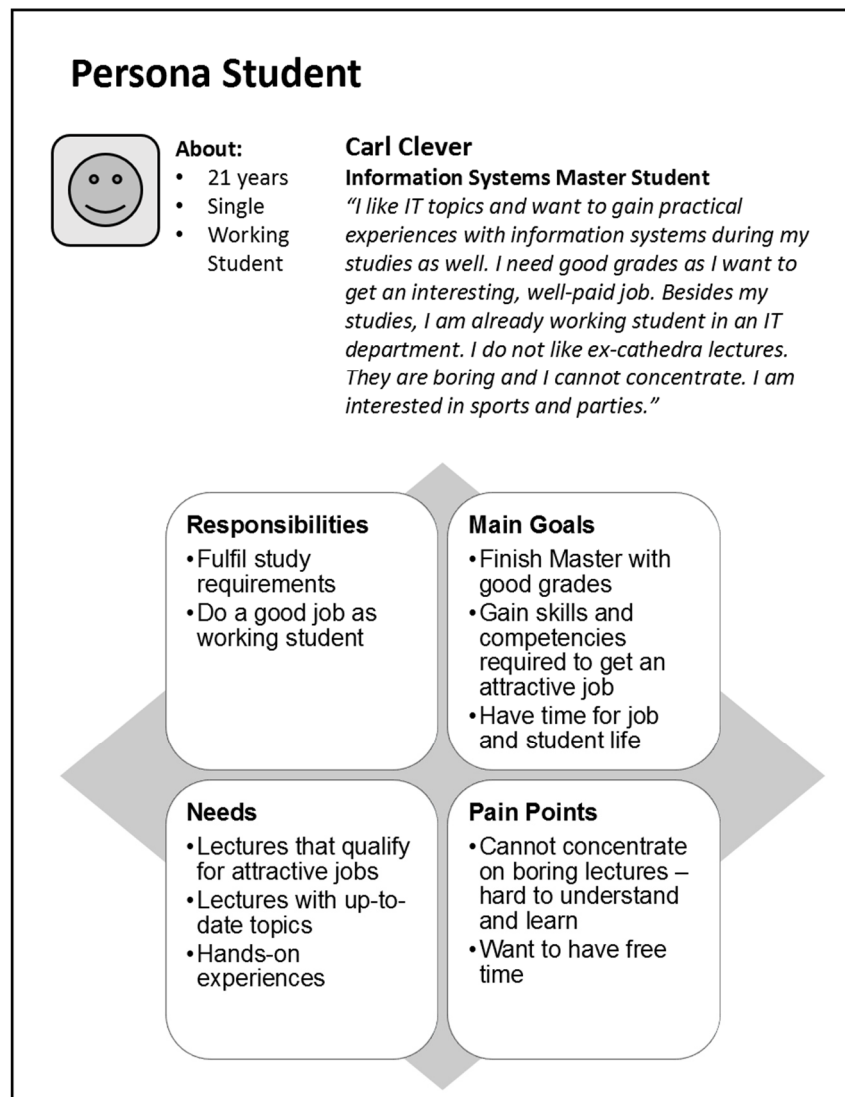 Persona Student
About:
• 21 years
• Single
• Working
Student
Carl Clever
Information Systems Master Student
“I like IT topics and want to gain practical
experiences with information systems during my
studies as well. I need good grades as I want to
get an interesting, well-paid job. Besides my
studies, I am already working student in an IT
department. I do not like ex-cathedra lectures.
They are boring and I cannot concentrate. I am
interested in sports and parties.”
Responsibilities
•Fulfil study
requirements
•Do a good job as
working student
Main Goals
•Finish Master with
good grades
•Gain skills and
competencies
required to get an
attractive job
•Have time for job
and student life
Needs
•Lectures that qualify
for attractive jobs
•Lectures with up-to-
date topics
•Hands-on
experiences
Pain Points
•Cannot concentrate
on boring lectures –
hard to understand
and learn
•Want to have free
time